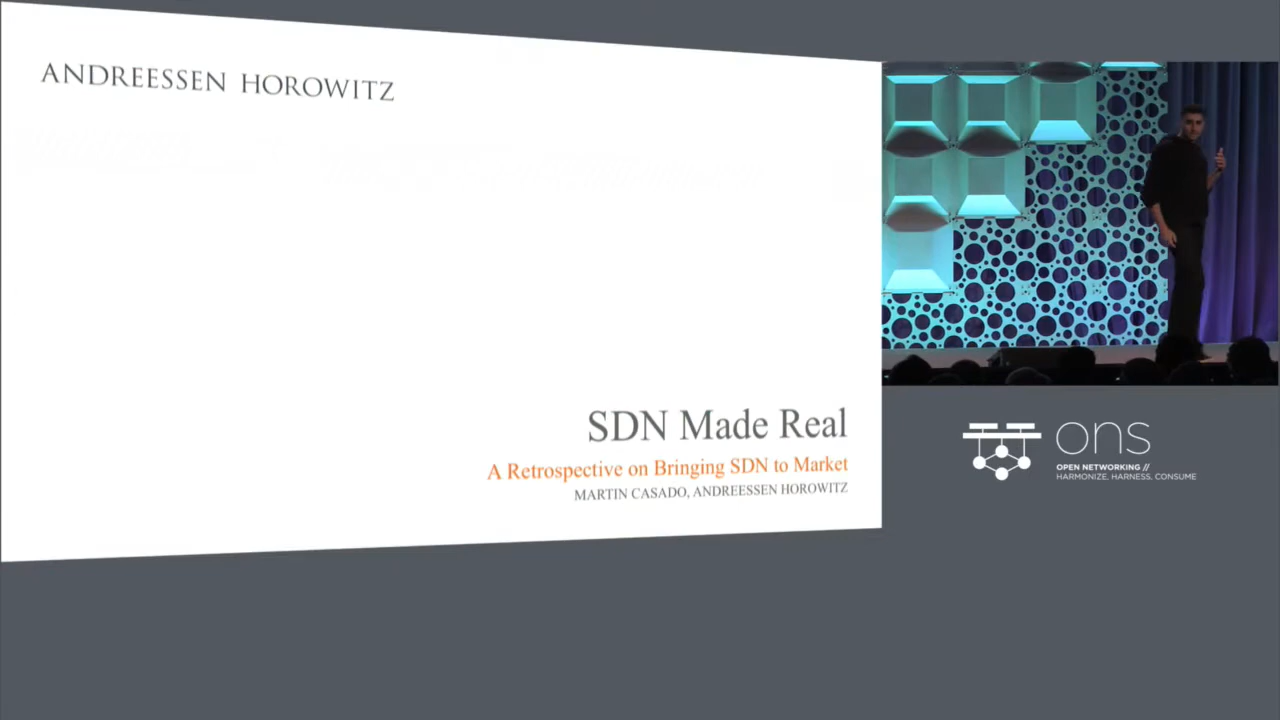 ANDREESSEN HOROWITZ
SDN Made Real
A Retrospective on Bringing SDN to Market
MARTIN CASADO, ANDREESSEN HOROWITZ
ons
OPEN NETWORKING //
HARMONIZE. HARNESS. CONSUME